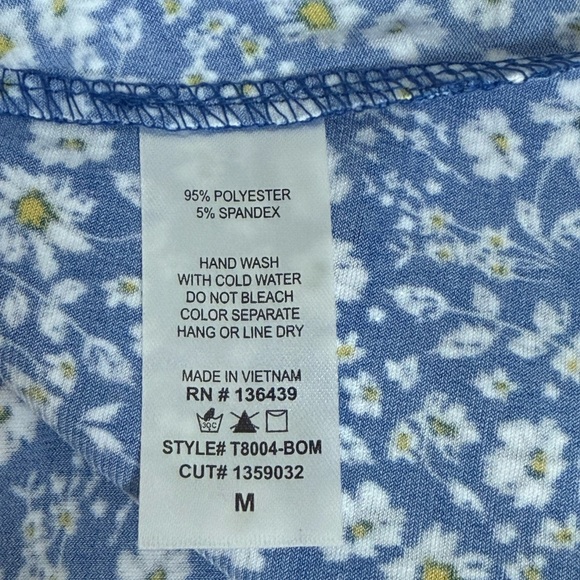 95% POLYESTER
5% SPANDEX
HAND WASH
WITH COLD WATER
DO NOT BLEACH
COLOR SEPARATE
HANG OR LINE DRY
MADE IN VIETNAM
RN # 136439
30C
STYLE# T8004-BOM
CUT# 1359032
M